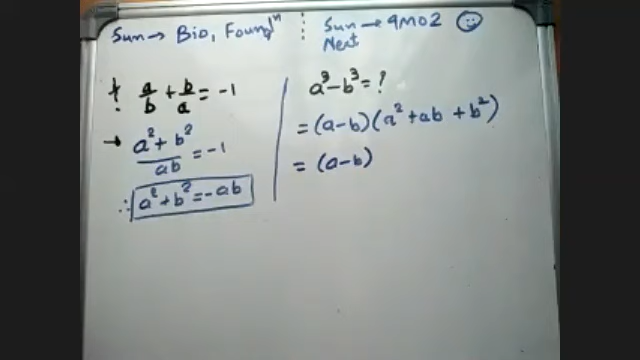 Sun → Bio, Foundⁿ
Sun → 9M02
Next
If a/b + b/a = -1
→ a² + b² / ab = -1
∴ a² + b² = -ab
a³ - b³ = ?
= (a-b)(a² + ab + b²)
= (a-b)